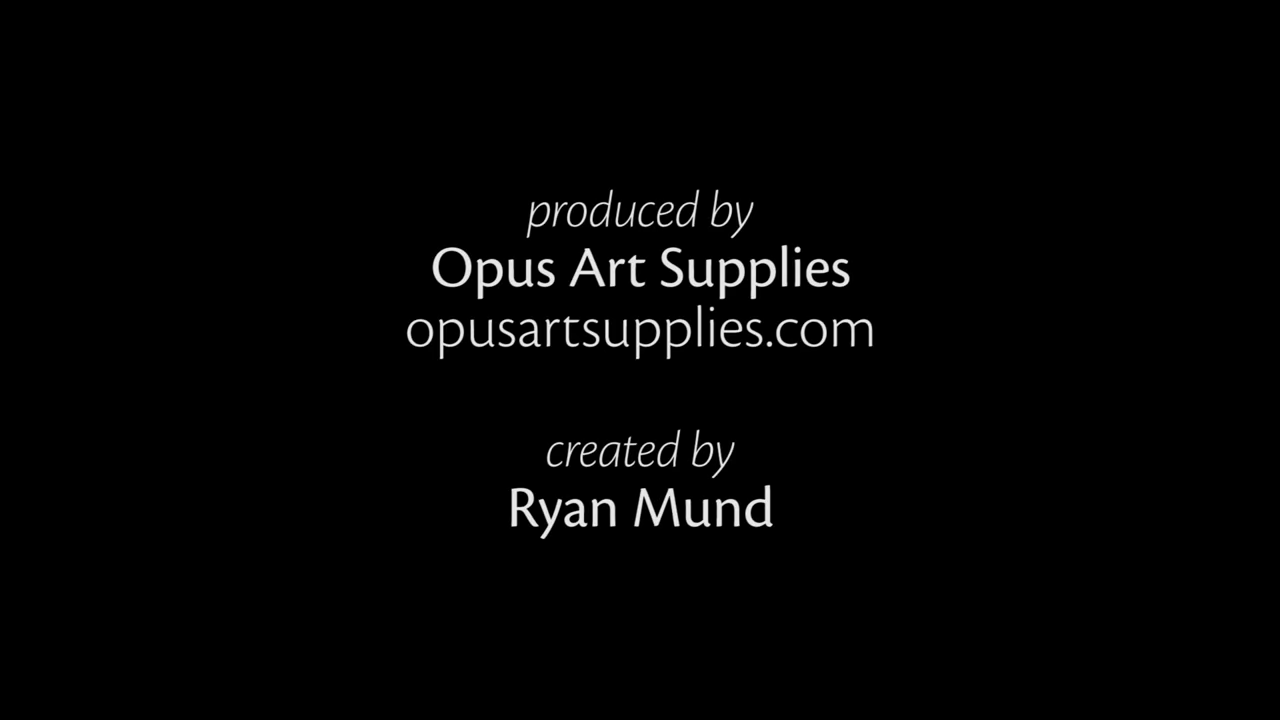 produced by
Opus Art Supplies
opusartsupplies.com
created by
Ryan Mund